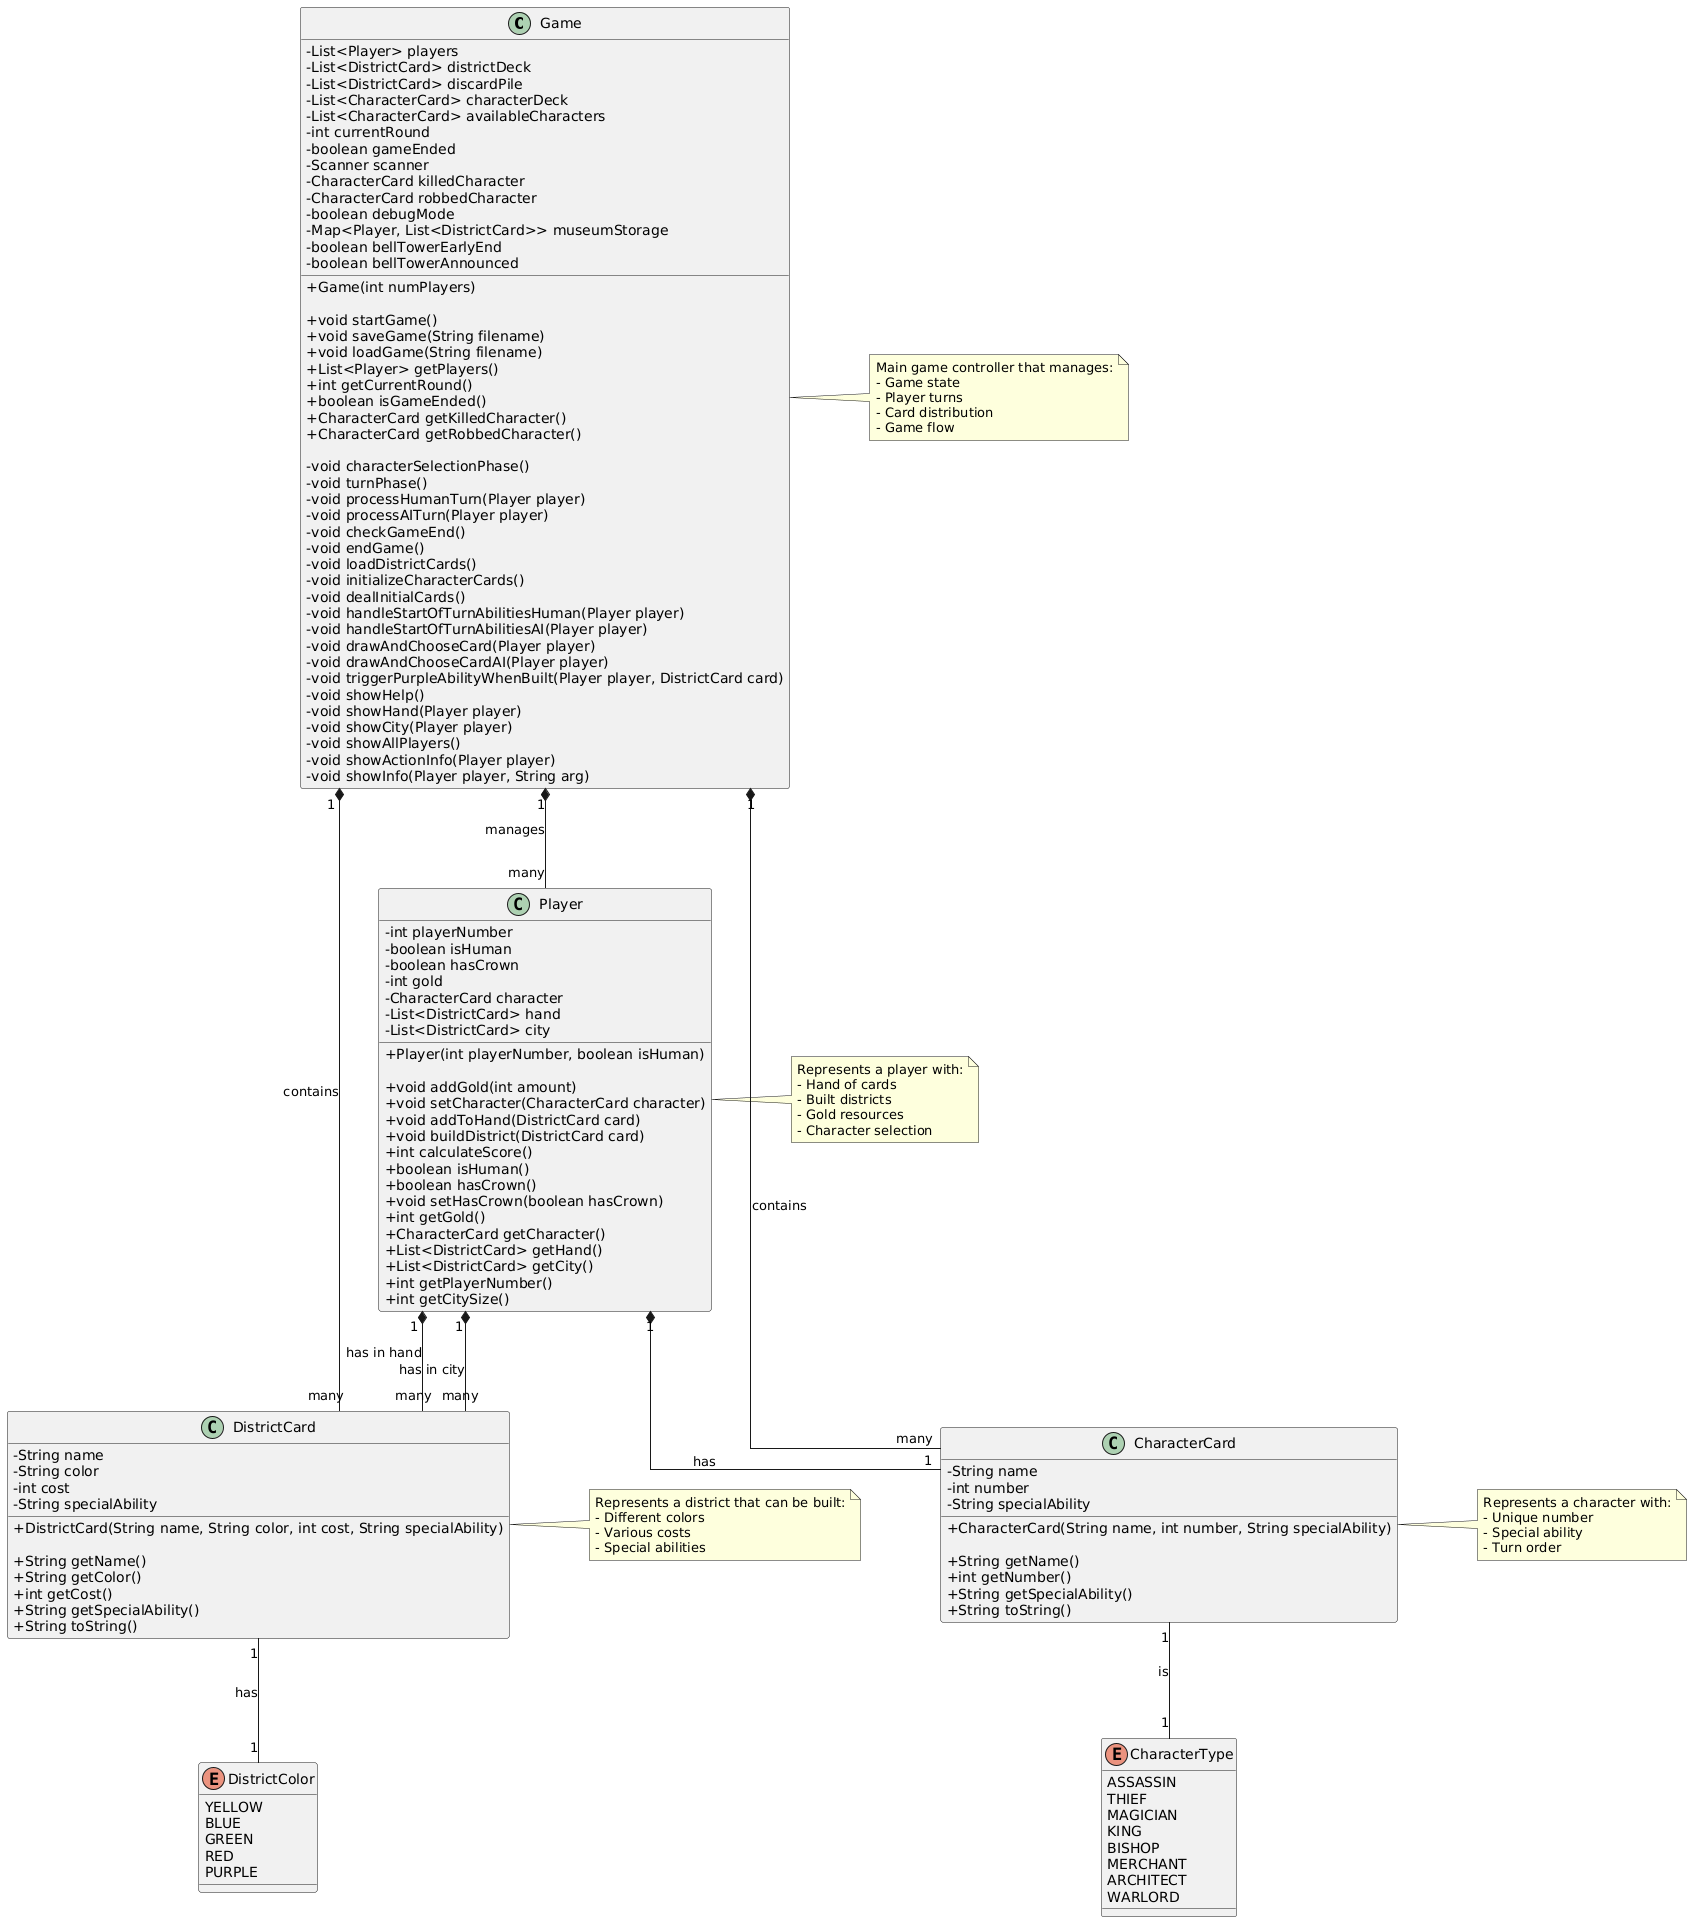 C Game
-List<Player> players
-List<DistrictCard> districtDeck
-List<DistrictCard> discardPile
-List<CharacterCard> characterDeck
-List<CharacterCard> availableCharacters
-int currentRound
-boolean gameEnded
-Scanner scanner
-CharacterCard killedCharacter
-CharacterCard robbedCharacter
-boolean debugMode
-Map<Player, List<DistrictCard>> museumStorage
-boolean bellTowerEarlyEnd
-boolean bellTowerAnnounced
+Game(int numPlayers)
+void startGame()
+void saveGame(String filename)
+void loadGame(String filename)
+List<Player> getPlayers()
+int getCurrentRound()
+boolean isGameEnded()
+CharacterCard getKilledCharacter()
+CharacterCard getRobbedCharacter()
-void characterSelectionPhase()
-void turnPhase()
-void processHumanTurn(Player player)
-void processAITurn(Player player)
-void checkGameEnd()
-void endGame()
-void loadDistrictCards()
-void initializeCharacterCards()
-void dealInitialCards()
-void handleStartOfTurnAbilitiesHuman(Player player)
-void handleStartOfTurnAbilitiesAI(Player player)
-void drawAndChooseCard(Player player)
-void drawAndChooseCardAI(Player player)
-void triggerPurpleAbilityWhenBuilt(Player player, DistrictCard card)
-void showHelp()
-void showHand(Player player)
-void showCity(Player player)
-void showAllPlayers()
-void showActionInfo(Player player)
-void showInfo(Player player, String arg)
Main game controller that manages:
- Game state
- Player turns
- Card distribution
- Game flow
1
1
1
manages
many
C Player
-int playerNumber
-boolean isHuman
-boolean hasCrown
-int gold
-CharacterCard character
-List<DistrictCard> hand
-List<DistrictCard> city
+Player(int playerNumber, boolean isHuman)
+void addGold(int amount)
+void setCharacter(CharacterCard character)
+void addToHand(DistrictCard card)
+void buildDistrict(DistrictCard card)
+int calculateScore()
+boolean isHuman()
+boolean hasCrown()
+void setHasCrown(boolean hasCrown)
+int getGold()
+CharacterCard getCharacter()
+List<DistrictCard> getHand()
+List<DistrictCard> getCity()
+int getPlayerNumber()
+int getCitySize()
Represents a player with:
- Hand of cards
- Built districts
- Gold resources
- Character selection
contains
contains
1
1
1
has in hand
has in city
many
many
many
many
has
1
C DistrictCard
-String name
-String color
-int cost
-String specialAbility
+DistrictCard(String name, String color, int cost, String specialAbility)
+String getName()
+String getColor()
+int getCost()
+String getSpecialAbility()
+String toString()
Represents a district that can be built:
- Different colors
- Various costs
- Special abilities
C CharacterCard
-String name
-int number
-String specialAbility
+CharacterCard(String name, int number, String specialAbility)
+String getName()
+int getNumber()
+String getSpecialAbility()
+String toString()
Represents a character with:
- Unique number
- Special ability
- Turn order
1
has
1
1
is
1
E DistrictColor
YELLOW
BLUE
GREEN
RED
PURPLE
E CharacterType
ASSASSIN
THIEF
MAGICIAN
KING
BISHOP
MERCHANT
ARCHITECT
WARLORD